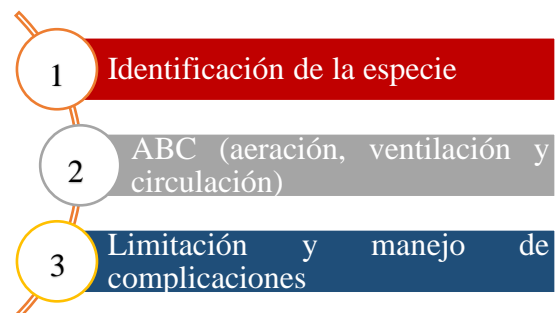 1
Identificación de la especie
2
ABC (aeración, ventilación y
circulación)
3
Limitación y manejo de
complicaciones